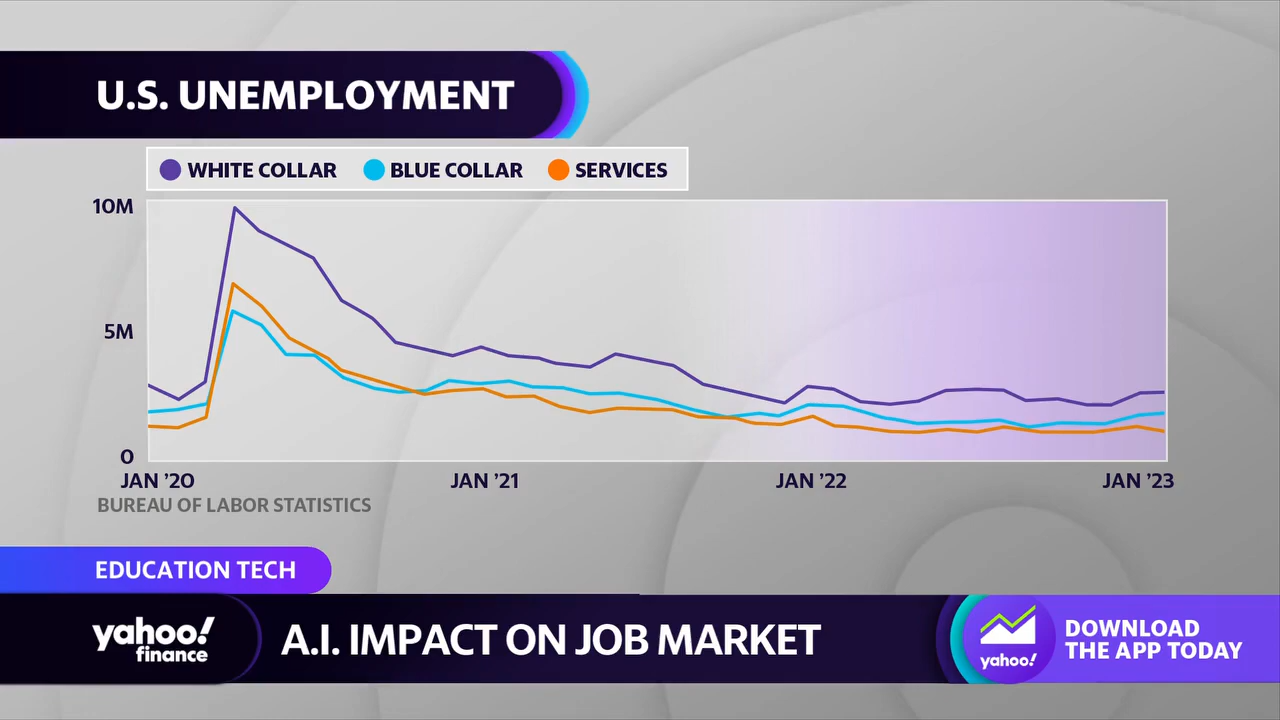 U.S. UNEMPLOYMENT
WHITE COLLAR BLUE COLLAR SERVICES
10M
5M
0
JAN ’20 JAN ’21 JAN ’22 JAN ’23
BUREAU OF LABOR STATISTICS
EDUCATION TECH
yahoo!
finance
A.I. IMPACT ON JOB MARKET
yahoo!
DOWNLOAD
THE APP TODAY